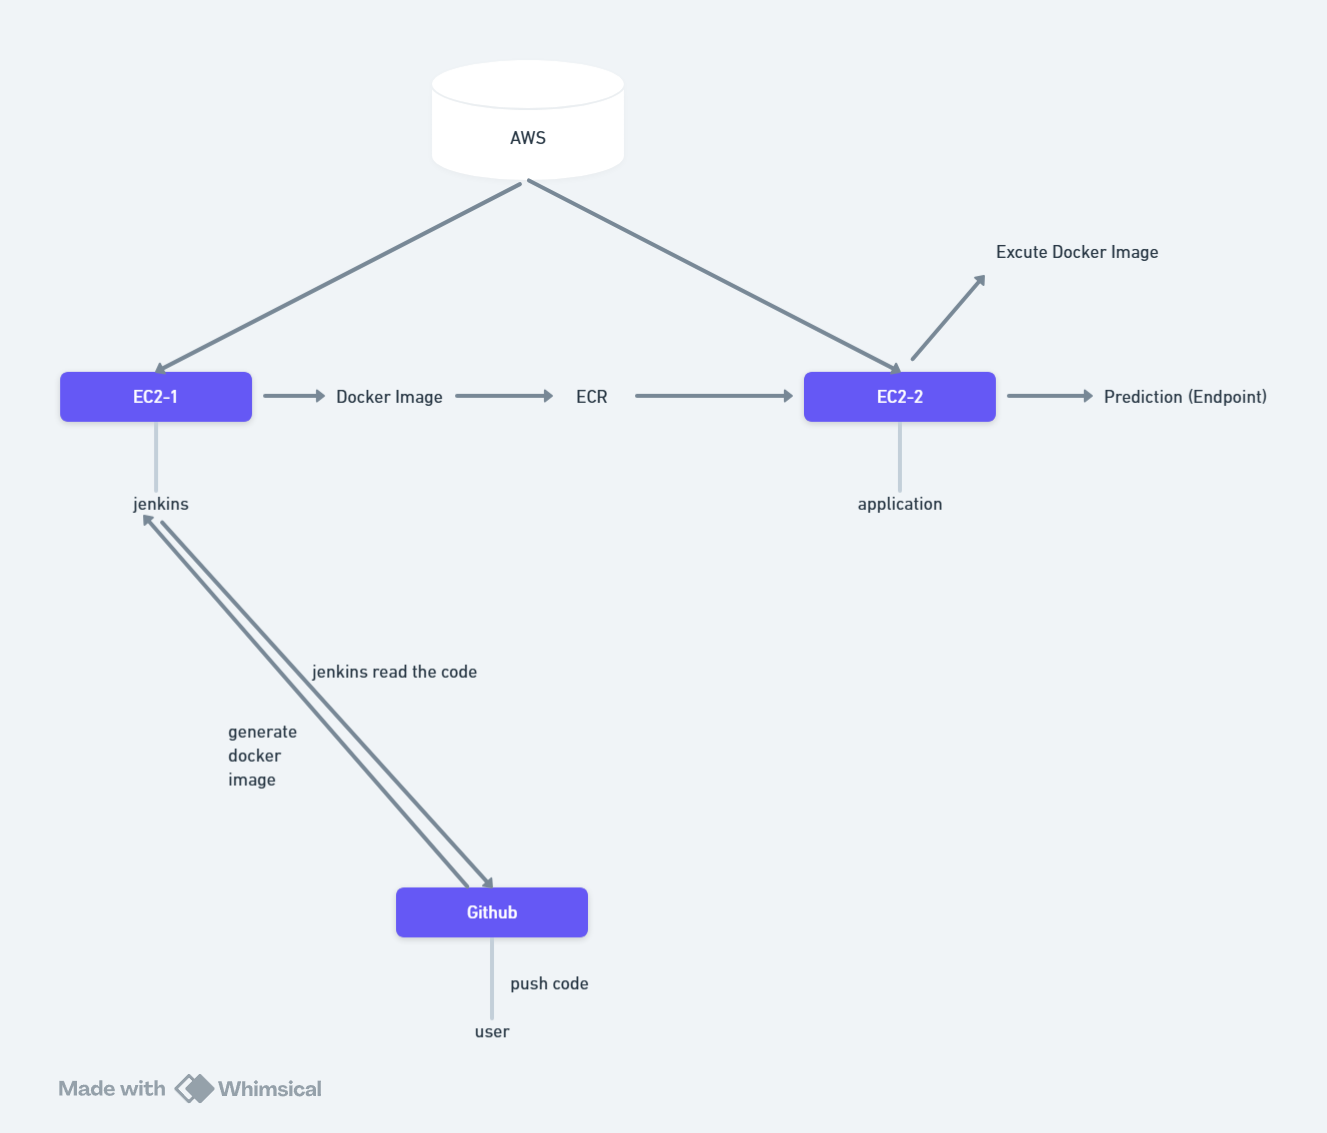 AWS
Excute Docker Image
EC2-1
Docker Image
ECR
EC2-2
Prediction (Endpoint)
jenkins
application
jenkins read the code
generate
docker
image
Github
push code
user
Made with Whimsical